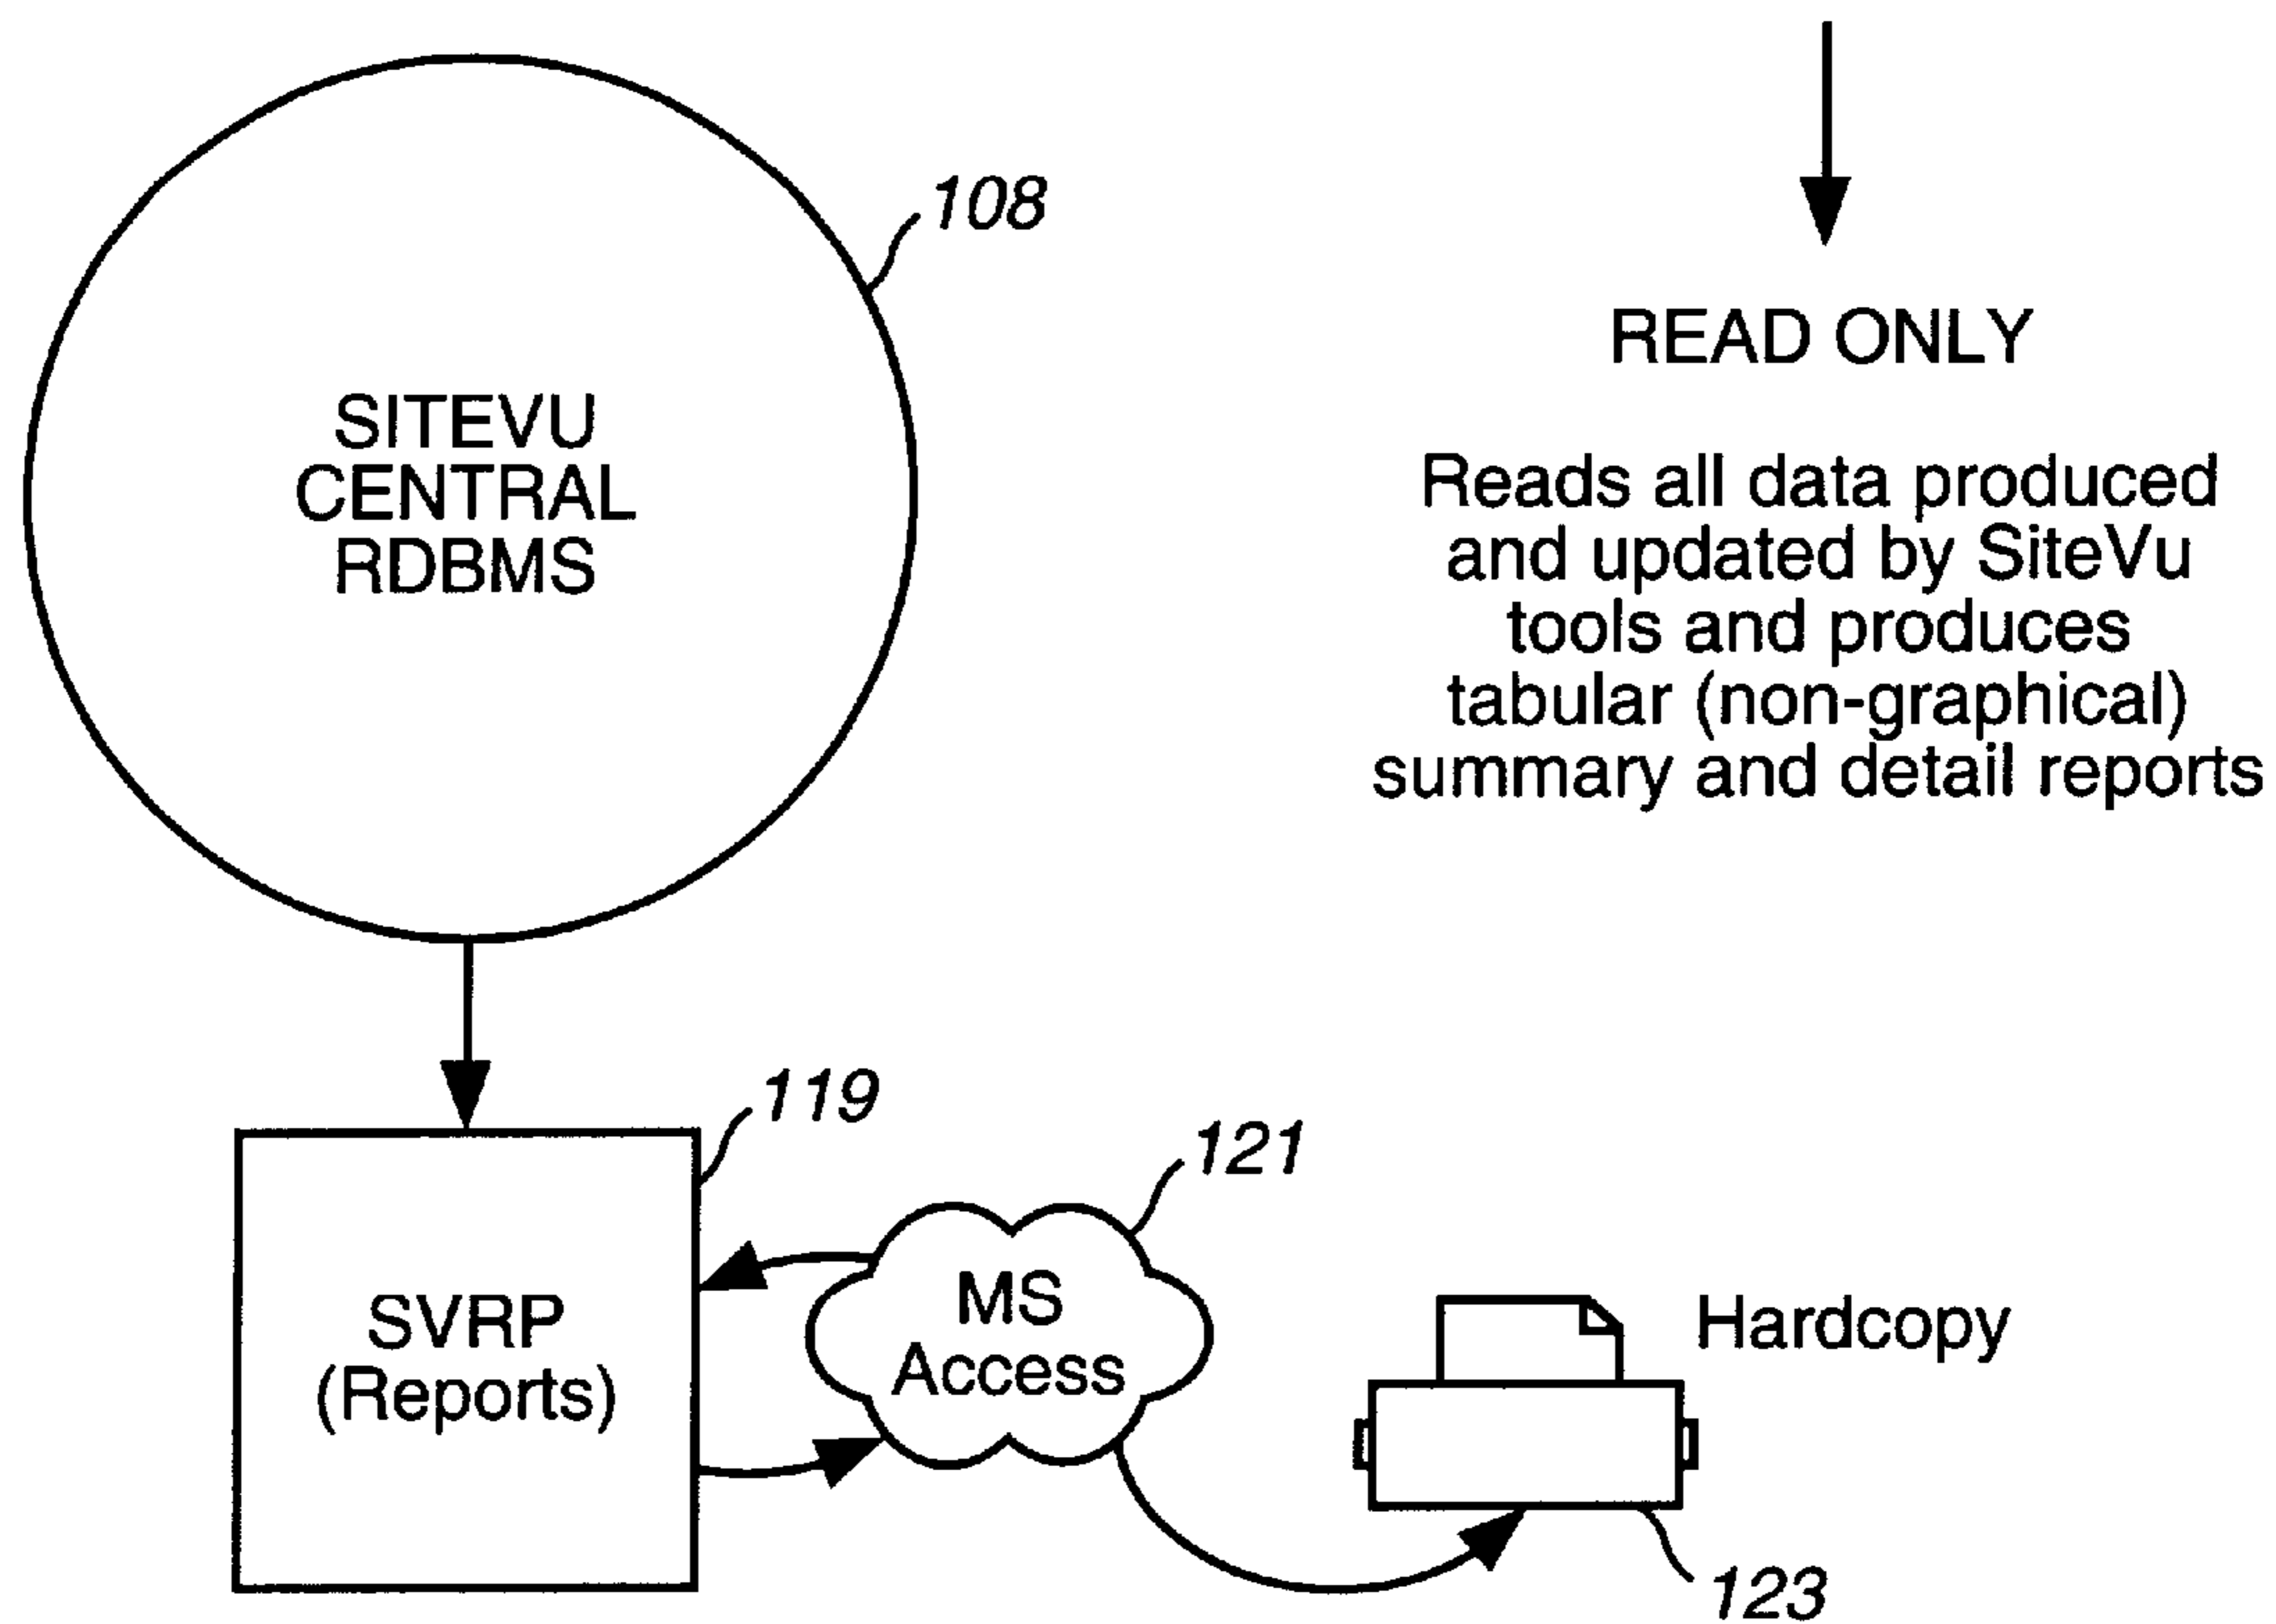 108
SITEVU
CENTRAL
RDBMS
READ ONLY
Reads all data produced
and updated by SiteVu
tools and produces
tabular (non-graphical)
summary and detail reports
119
SVRP
(Reports)
121
MS
Access
Hardcopy
123